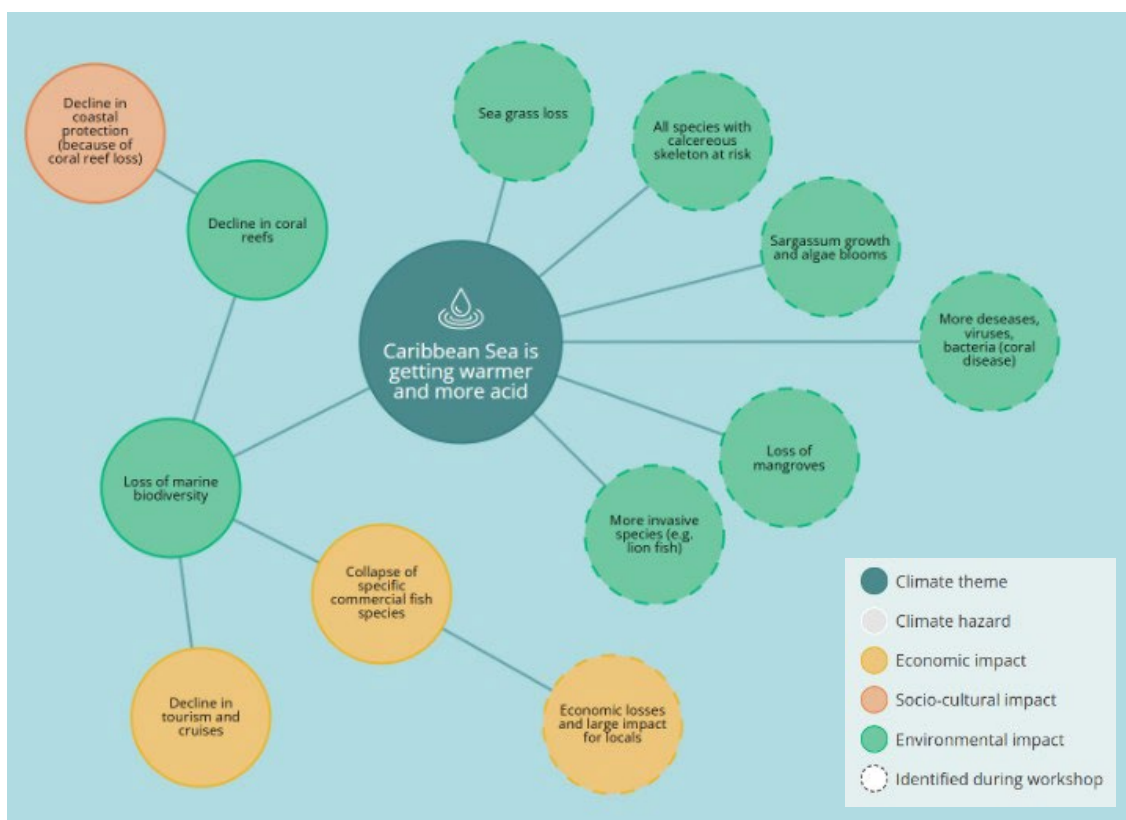 Decline in
coastal
protection
(because of
coral reef loss)
Decline in coral
reefs
Sea grass loss
All species with
calcereous
skeleton at risk
Sargassum growth
and algae blooms
More deseases,
viruses,
bacteria (coral
disease)
Caribbean Sea is
getting warmer
and more acid
Loss of
mangroves
Loss of marine
biodiversity
More invasive
species (e.g.
lion fish)
Collapse of
specific
commercial fish
species
Decline in
tourism and
cruises
Economic losses
and large impact
for locals
Climate theme
Climate hazard
Economic impact
Socio-cultural impact
Environmental impact
Identified during workshop